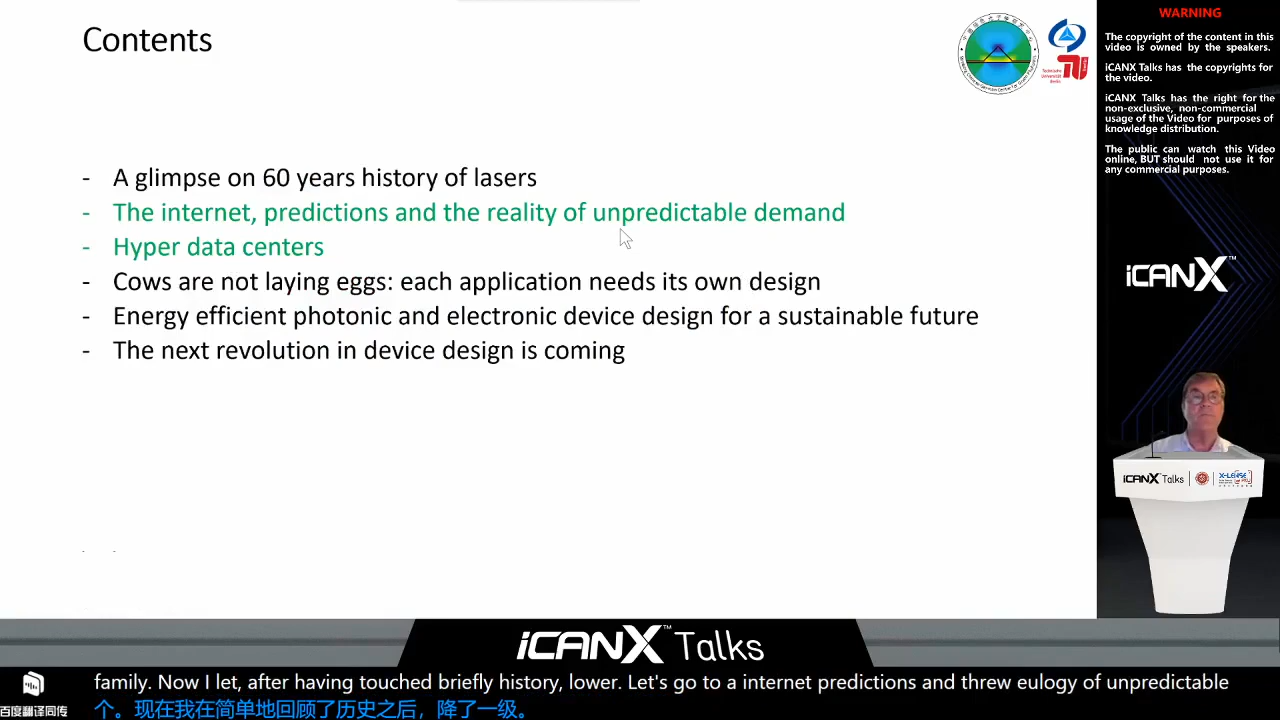 Contents
- A glimpse on 60 years history of lasers
- The internet, predictions and the reality of unpredictable demand
- Hyper data centers
- Cows are not laying eggs: each application needs its own design
- Energy efficient photonic and electronic device design for a sustainable future
- The next revolution in device design is coming
WARNING
The copyright of the content in this
video is owned by the speakers.
iCANX Talks has the copyrights for
the video.
iCANX Talks has the right for the
non-exclusive, non-commercial
usage of the Video for purposes of
knowledge distribution.
The public can watch this Video
online, BUT should not use it for
any commercial purposes.
iCANX™
iCANX Talks
X-LENSE
iCANX™ Talks
family. Now I let, after having touched briefly history, lower. Let's go to a internet predictions and threw eulogy of unpredictable
个。现在我在简单地回顾了历史之后，降了一级。
百度翻译同传